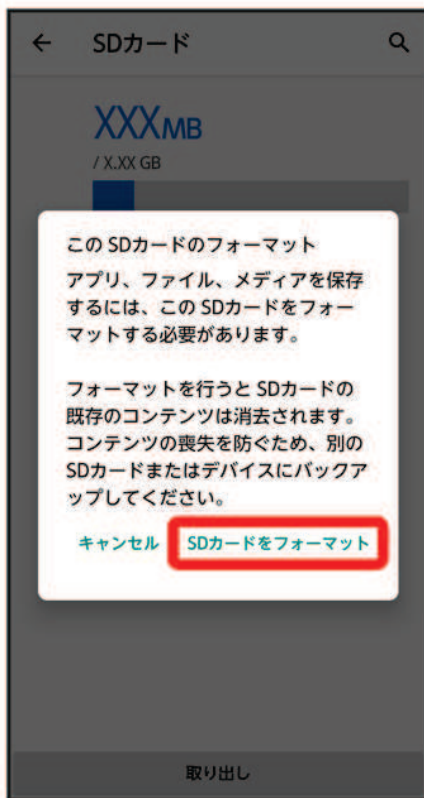 SDカード
XXXMB
/ X.XX GB
この SDカードのフォーマット
アプリ、ファイル、メディアを保存
するには、この SDカードをフォー
マットする必要があります。
フォーマットを行うと SDカードの
既存のコンテンツは消去されます。
コンテンツの喪失を防ぐため、別の
SDカードまたはデバイスにバックア
ップしてください。
キャンセル SDカードをフォーマット
取り出し